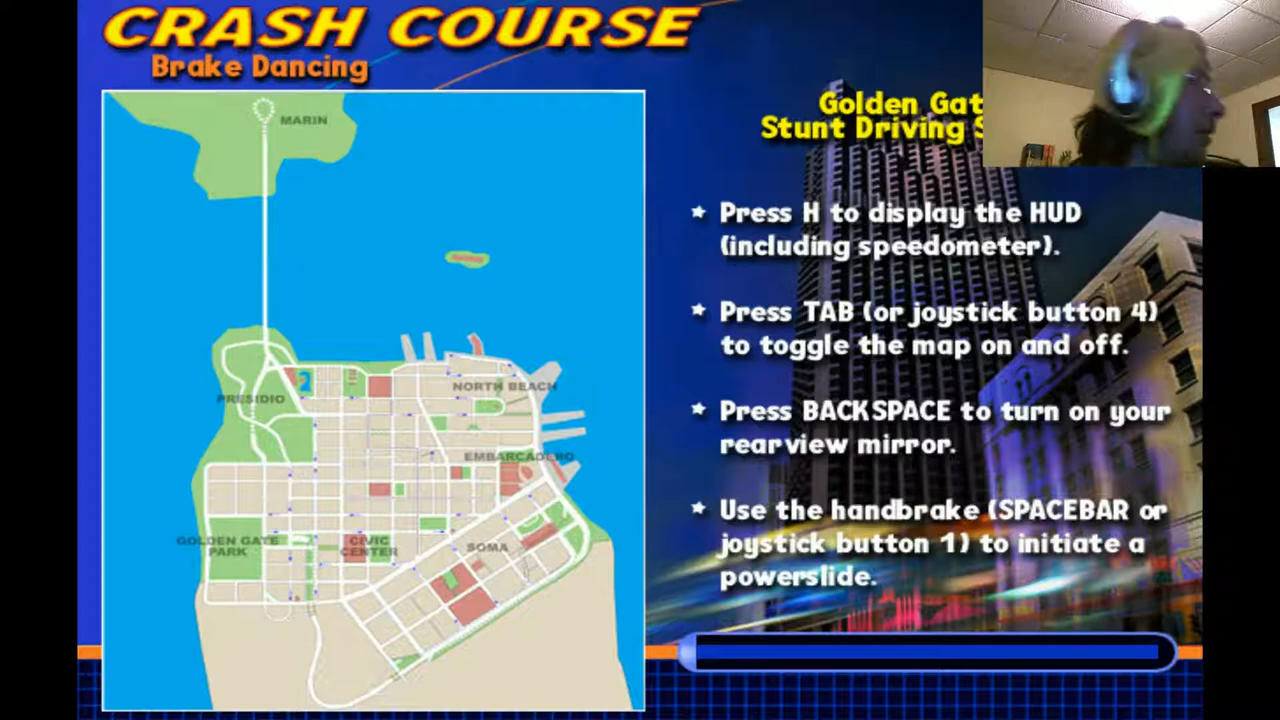 CRASH COURSE
Brake Dancing
Golden Gat
Stunt Driving S
MARIN
PRESIDIO
2
NORTH BEACH
EMBARCADERO
GOLDEN GATE
PARK
CIVIC
CENTER
SOMA
Press H to display the HUD
(including speedometer).
Press TAB (or joystick button 4)
to toggle the map on and off.
Press BACKSPACE to turn on your
rearview mirror.
Use the handbrake (SPACEBAR or
joystick button 1) to initiate a
powerslide.